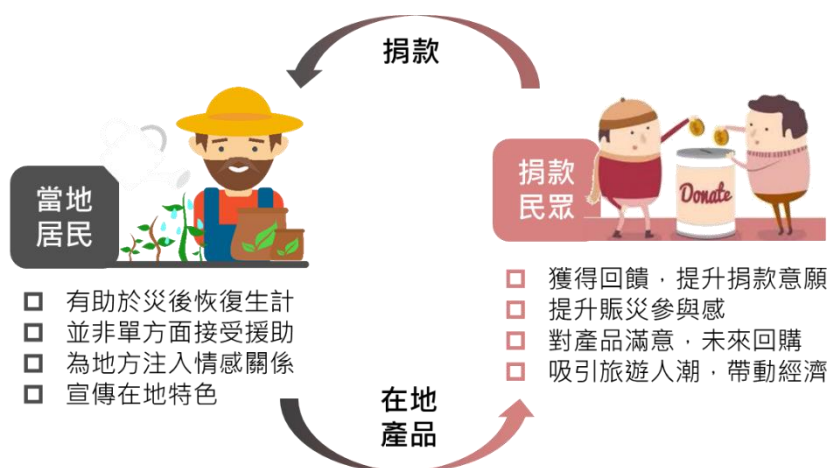 捐款
當地
居民
捐款
民眾
Donate
有助於災後恢復生計
並非單方面接受援助
為地方注入情感關係
宣傳在地特色
獲得回饋，提升捐款意願
提升賑災參與感
對產品滿意，未來回購
吸引旅遊人潮，帶動經濟
在地
產品